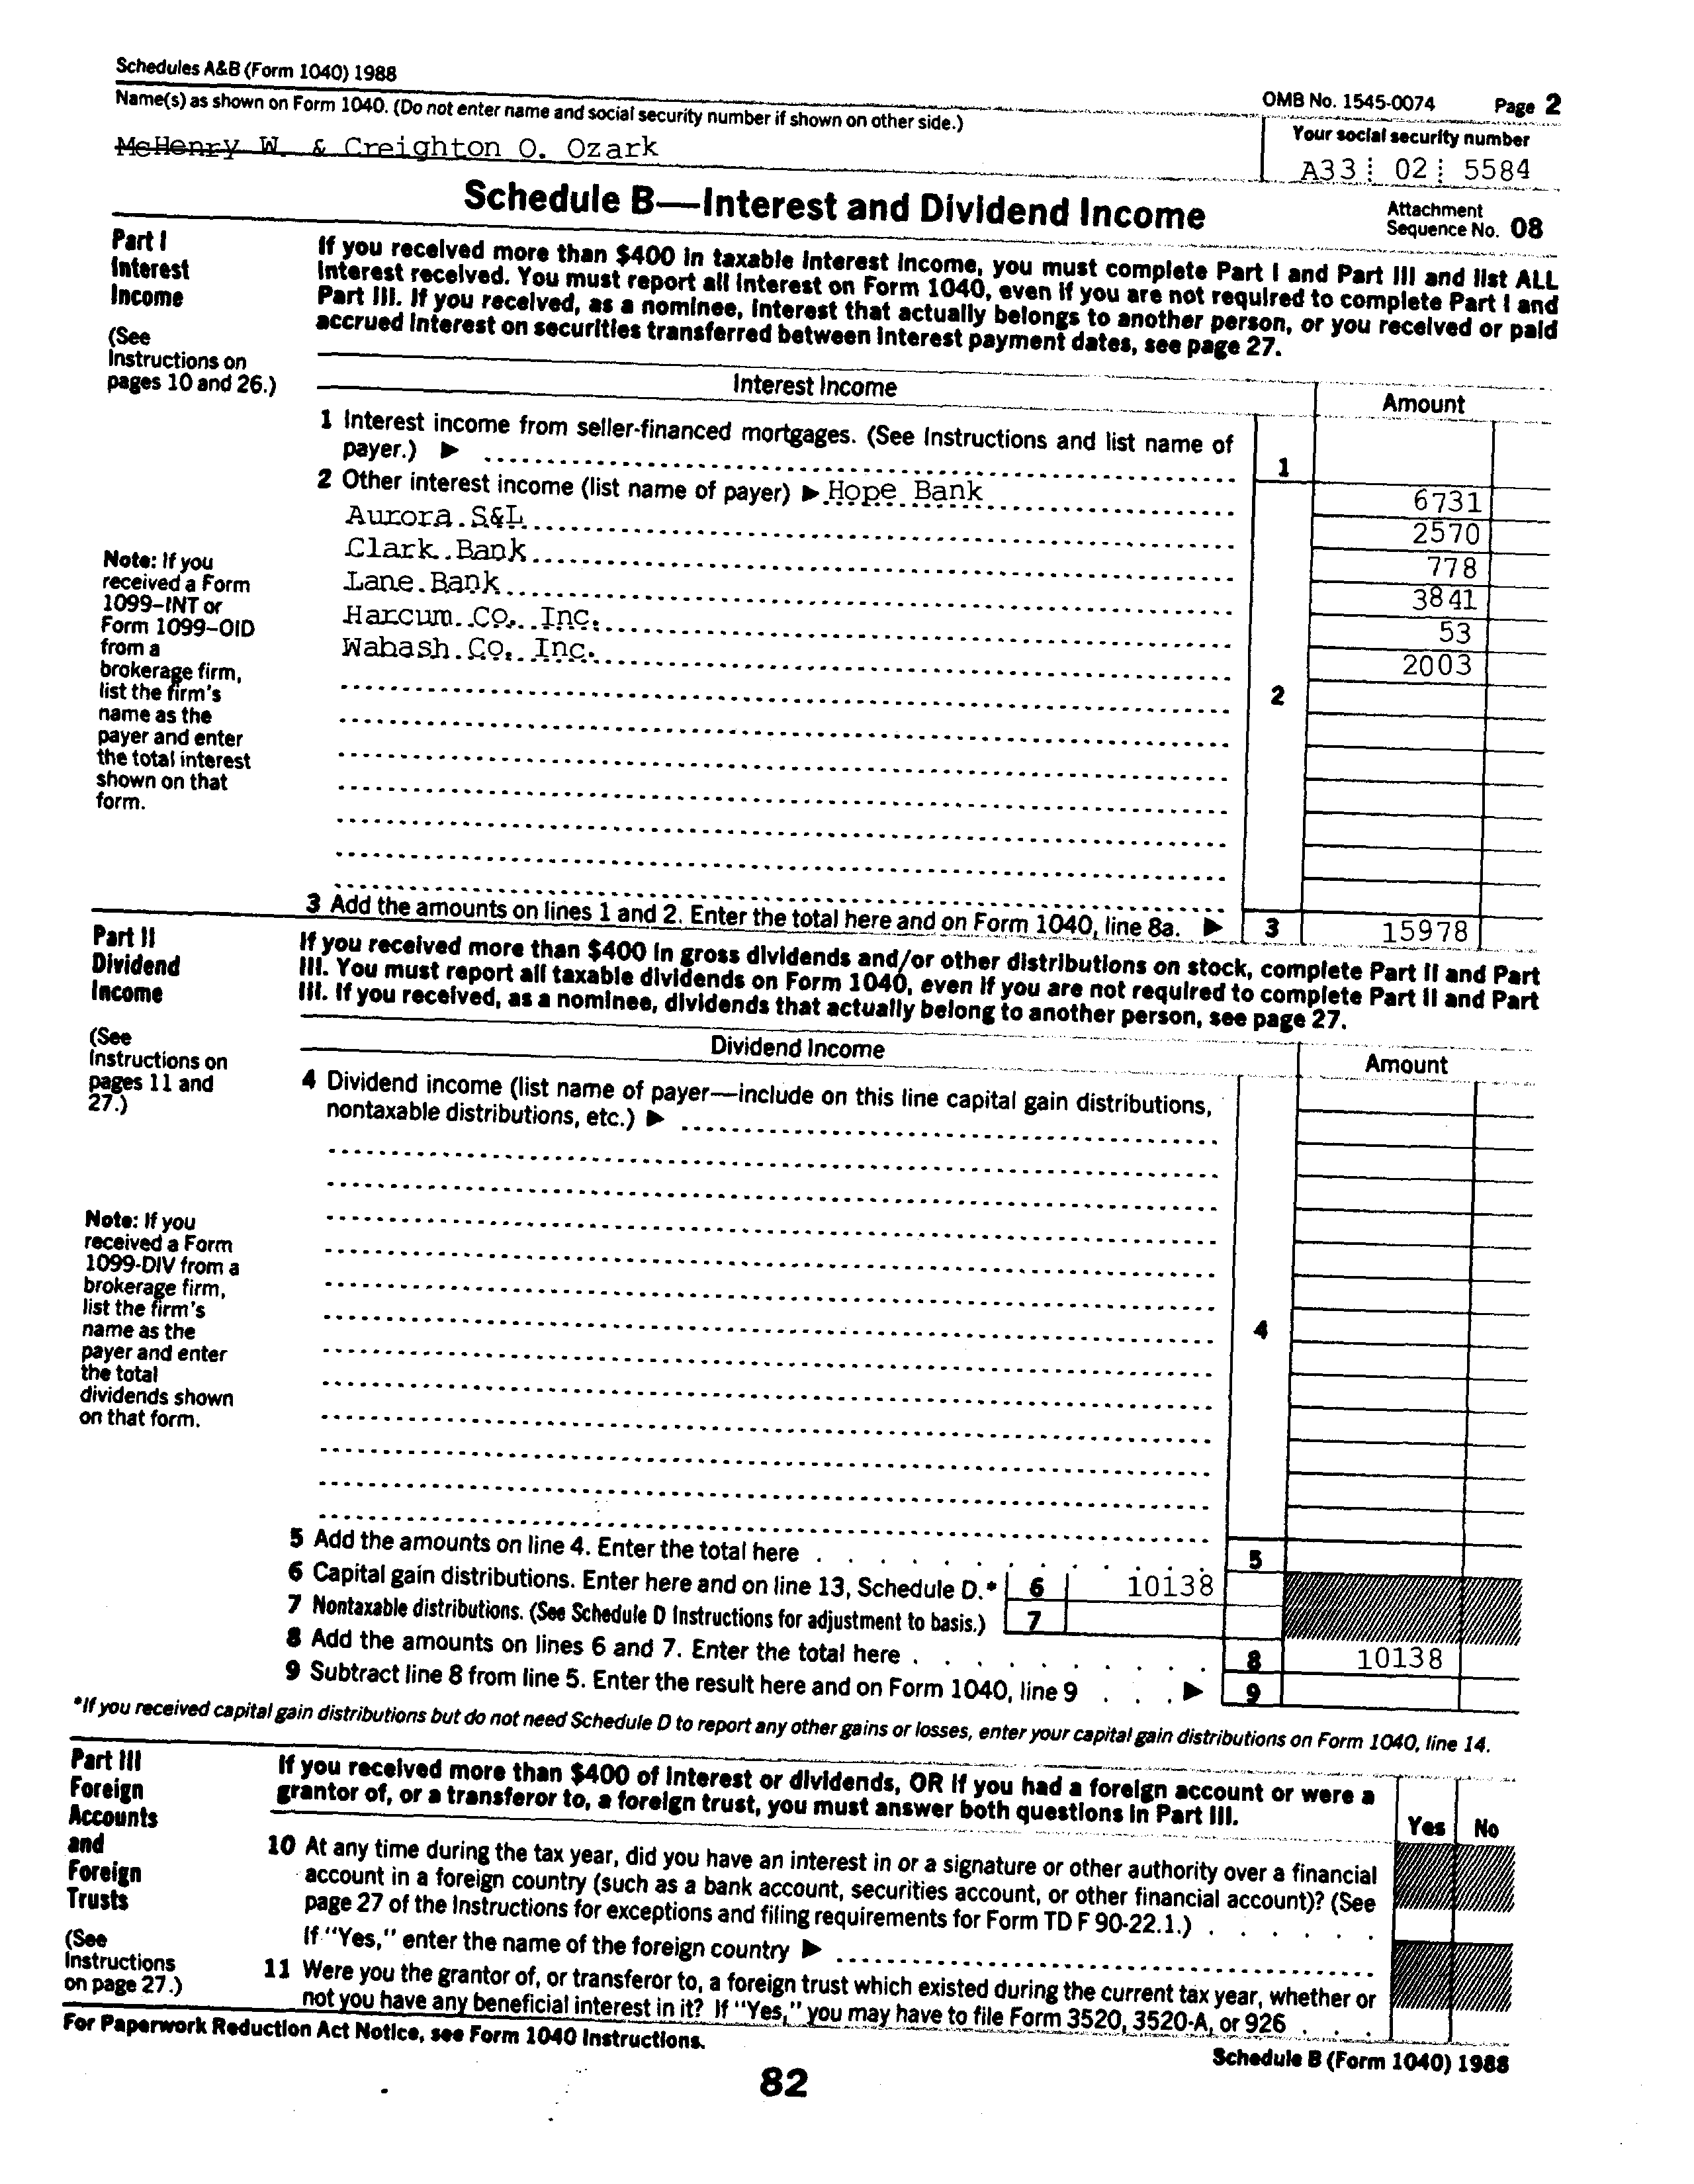 Schedules A&B (Form 1040) 1988
OMB No. 1545-0074 Page 2
Name(s) as shown on Form 1040. (Do not enter name and social security number if shown on other side.)
Your social security number
McHenry W. & Creighton O. Ozark
A33 02 5584
Schedule B—Interest and Dividend Income
Attachment
Sequence No. 08
Part I
Interest
Income
(See
Instructions on
pages 10 and 26.)
If you received more than $400 in taxable interest income, you must complete Part I and Part III and list ALL
interest received. You must report all interest on Form 1040, even if you are not required to complete Part I and
Part III. If you received, as a nominee, interest that actually belongs to another person, or you received or paid
accrued interest on securities transferred between interest payment dates, see page 27.
Interest Income
Amount
1 Interest income from seller-financed mortgages. (See Instructions and list name of
payer.) ▶
1
2 Other interest income (list name of payer) ▶ Hope Bank 6731
Aurora S&L 2570
Clark Bank 778
Lane Bank 3841
Harcum Co. Inc. 53
Wabash Co. Inc. 2003
2
Note: If you
received a Form
1099–INT or
Form 1099–OID
from a
brokerage firm,
list the firm's
name as the
payer and enter
the total interest
shown on that
form.
3 Add the amounts on lines 1 and 2. Enter the total here and on Form 1040, line 8a. ▶ 3 15978
Part II
Dividend
Income
(See
Instructions on
pages 11 and
27.)
If you received more than $400 in gross dividends and/or other distributions on stock, complete Part II and Part
III. You must report all taxable dividends on Form 1040, even if you are not required to complete Part II and Part
III. If you received, as a nominee, dividends that actually belong to another person, see page 27.
Dividend Income
Amount
4 Dividend income (list name of payer—include on this line capital gain distributions,
nontaxable distributions, etc.) ▶
4
Note: If you
received a Form
1099-DIV from a
brokerage firm,
list the firm's
name as the
payer and enter
the total
dividends shown
on that form.
5 Add the amounts on line 4. Enter the total here 5
6 Capital gain distributions. Enter here and on line 13, Schedule D.* 6 10138
7 Nontaxable distributions. (See Schedule D Instructions for adjustment to basis.) 7
8 Add the amounts on lines 6 and 7. Enter the total here 8 10138
9 Subtract line 8 from line 5. Enter the result here and on Form 1040, line 9 ▶ 9
*If you received capital gain distributions but do not need Schedule D to report any other gains or losses, enter your capital gain distributions on Form 1040, line 14.
Part III
Foreign
Accounts
and
Foreign
Trusts
(See
Instructions
on page 27.)
If you received more than $400 of interest or dividends, OR if you had a foreign account or were a
grantor of, or a transferor to, a foreign trust, you must answer both questions in Part III.
Yes No
10 At any time during the tax year, did you have an interest in or a signature or other authority over a financial
account in a foreign country (such as a bank account, securities account, or other financial account)? (See
page 27 of the Instructions for exceptions and filing requirements for Form TD F 90-22.1.)
If "Yes," enter the name of the foreign country ▶
11 Were you the grantor of, or transferor to, a foreign trust which existed during the current tax year, whether or
not you have any beneficial interest in it? If "Yes," you may have to file Form 3520, 3520-A, or 926
For Paperwork Reduction Act Notice, see Form 1040 Instructions.
Schedule B (Form 1040) 1988
82